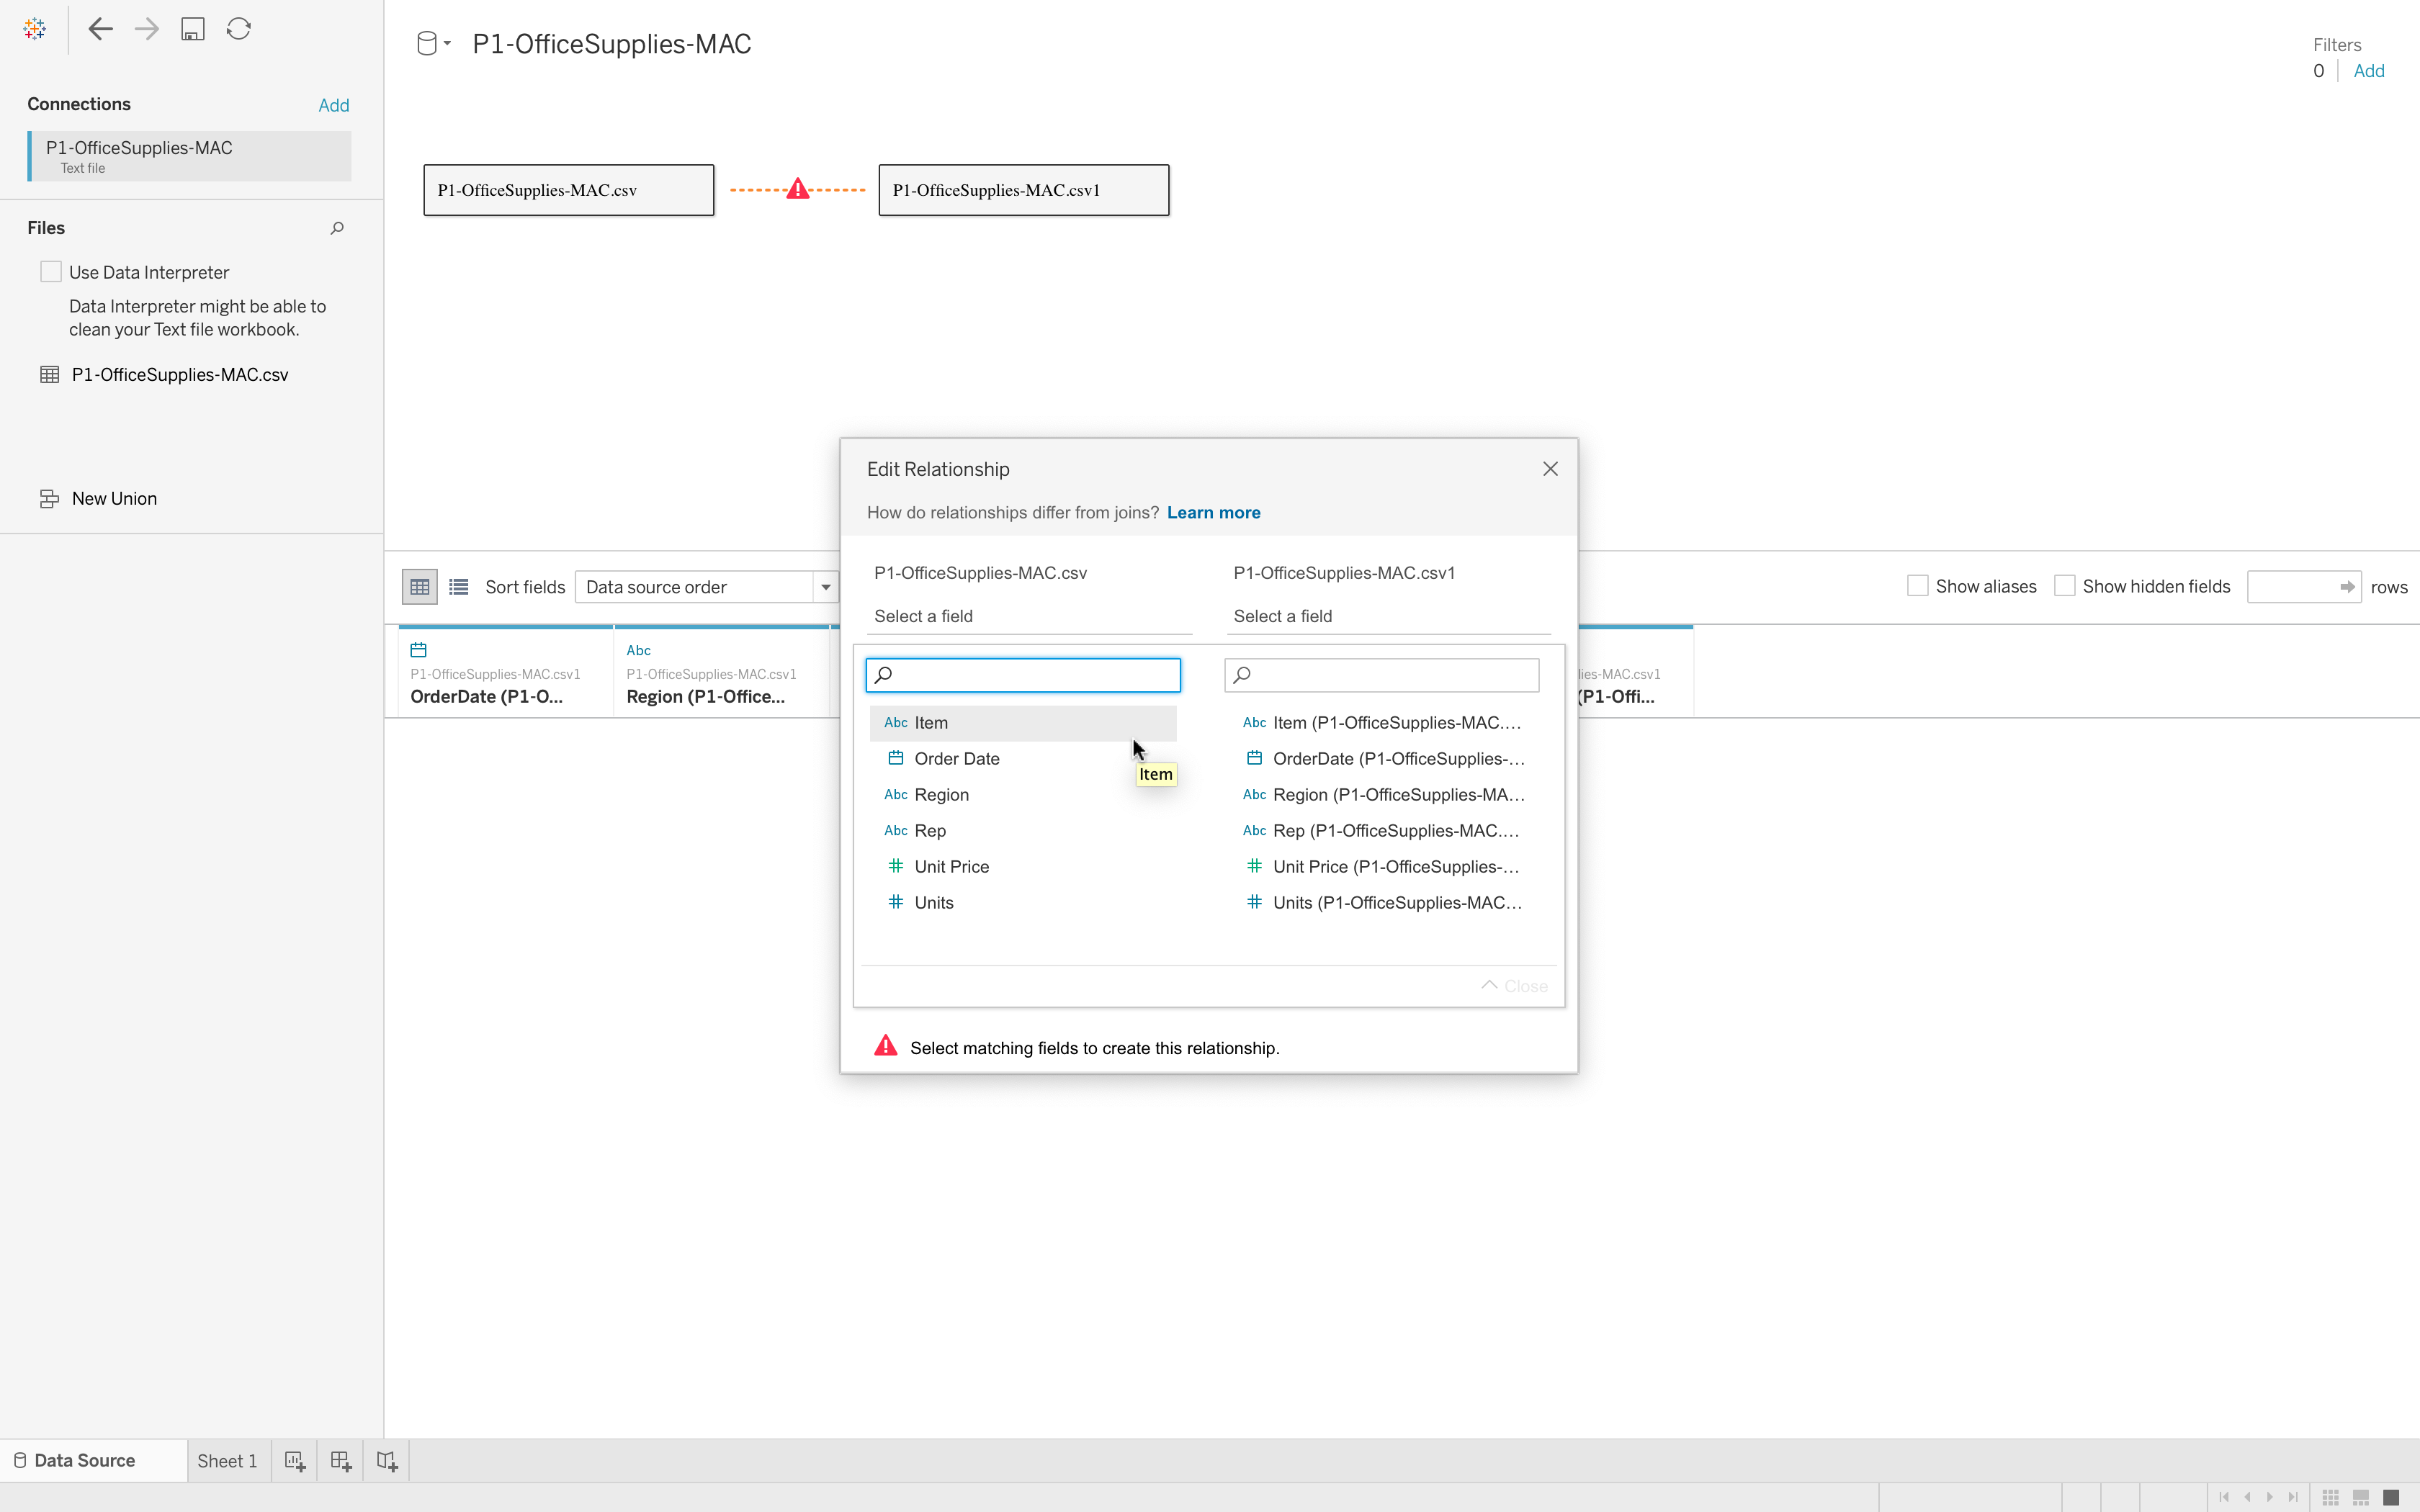 P1-OfficeSupplies-MAC
Filters
0 Add
Connections Add
P1-OfficeSupplies-MAC
Text file
P1-OfficeSupplies-MAC.csv
P1-OfficeSupplies-MAC.csv1
Files
Use Data Interpreter
Data Interpreter might be able to
clean your Text file workbook.
P1-OfficeSupplies-MAC.csv
New Union
Edit Relationship
How do relationships differ from joins? Learn more
P1-OfficeSupplies-MAC.csv P1-OfficeSupplies-MAC.csv1
Select a field Select a field
Sort fields Data source order
Show aliases Show hidden fields rows
Abc
P1-OfficeSupplies-MAC.csv1 P1-OfficeSupplies-MAC.csv1
OrderDate (P1-O... Region (P1-Office...
ies-MAC.csv1
(P1-Offi...
Abc Item Abc Item (P1-OfficeSupplies-MAC....
Order Date OrderDate (P1-OfficeSupplies-...
Item
Abc Region Abc Region (P1-OfficeSupplies-MA...
Abc Rep Abc Rep (P1-OfficeSupplies-MAC....
Unit Price Unit Price (P1-OfficeSupplies-...
Units Units (P1-OfficeSupplies-MAC...
Close
Select matching fields to create this relationship.
Data Source Sheet 1